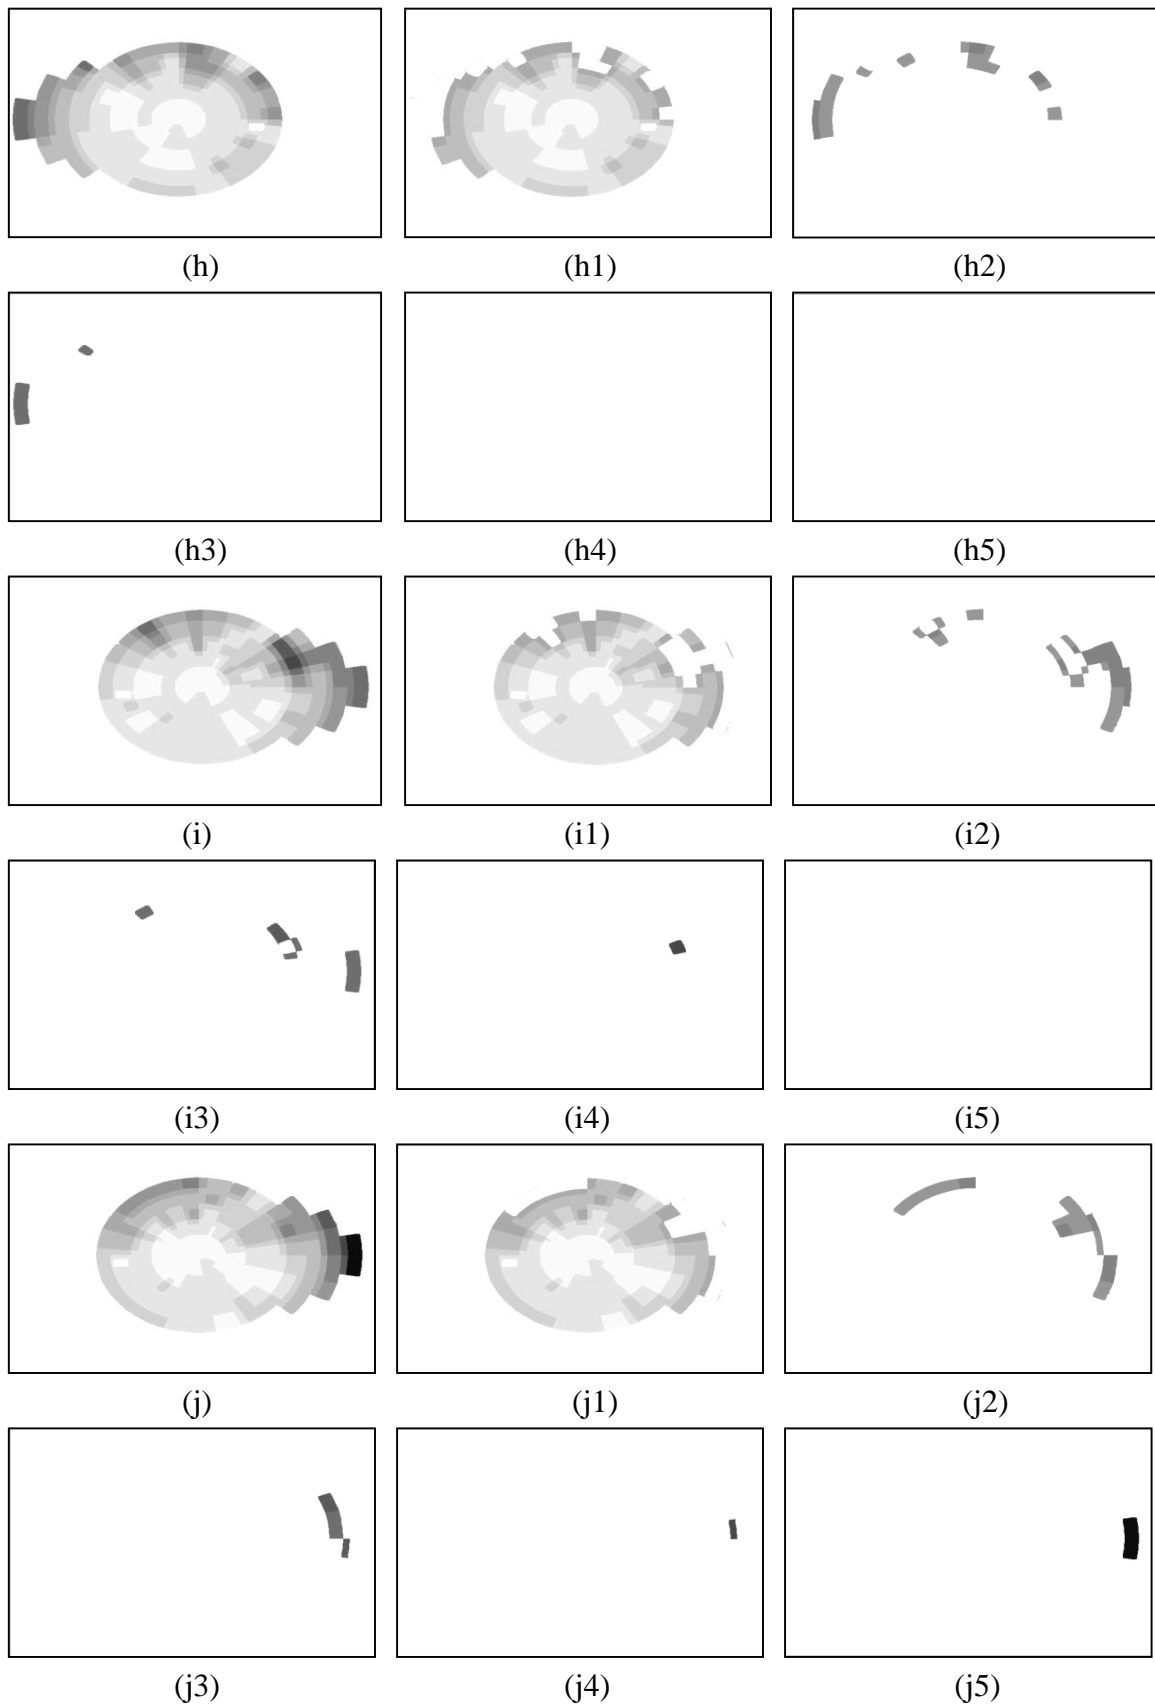 (h) (h1) (h2)
(h3) (h4) (h5)
(i) (i1) (i2)
(i3) (i4) (i5)
(j) (j1) (j2)
(j3) (j4) (j5)